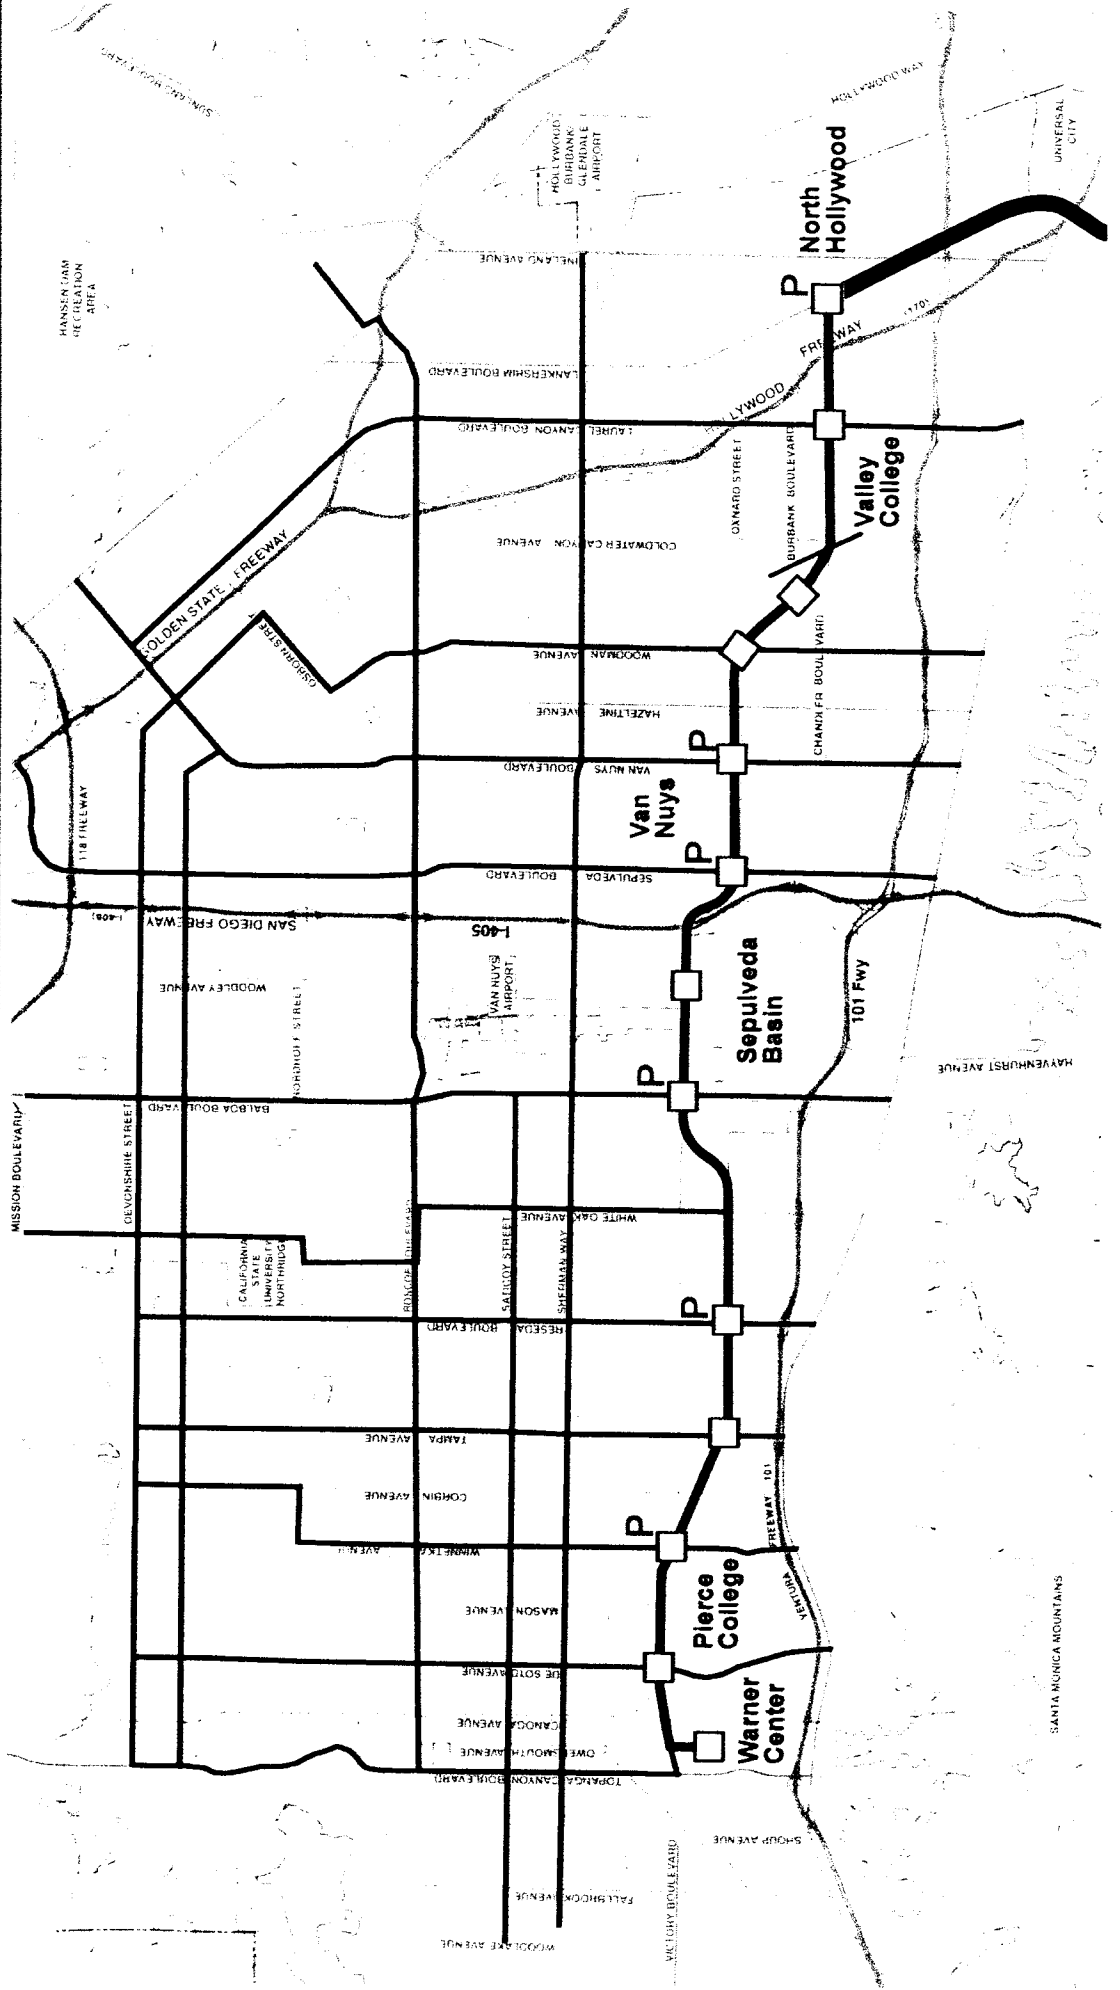 SUNLAND BOULEVARD
HOLLYWOOD WAY
HOLLYWOOD
BURBANK
GLENDALE
AIRPORT
UNIVERSAL
CITY
North
Hollywood
P
HANSEN DAM
RECREATION
AREA
VINELAND AVENUE
FREEWAY
(170)
LANKERSHIM BOULEVARD
HOLLYWOOD
LAUREL CANYON BOULEVARD
OXNARD STREET
BURBANK BOULEVARD
Valley
College
COLDWATER CANYON AVENUE
GOLDEN STATE FREEWAY
OSBORN STRE
WOODMAN AVENUE
CHANDLER BOULEVARD
HAZELTINE AVENUE
P
VAN NUYS BOULEVARD
Van
Nuys
118 FREEWAY
P
SEPULVEDA BOULEVARD
SAN DIEGO FREEWAY
I-405
I-405
VAN NUYS
AIRPORT
WOODLEY AVENUE
NORDHOFF STREET
Sepulveda
Basin
101 Fwy
HAYVENHURST AVENUE
P
BALBOA BOULEVARD
MISSION BOULEVARD
DEVONSHIRE STREET
WHITE OAK AVENUE
CALIFORNIA
STATE
UNIVERSITY
NORTHRIDGE
ROSCOE BOULEVARD
SATICOY STREET
SHERMAN WAY
P
RESEDA BOULEVARD
TAMPA AVENUE
CORBIN AVENUE
FREEWAY 101
VENTURA
P
WINNETKA AVENUE
Pierce
College
MASON AVENUE
DE SOTO AVENUE
SANTA MONICA MOUNTAINS
CANOGA AVENUE
OWENSMOUTH AVENUE
Warner
Center
TOPANGA CANYON BOULEVARD
SHOUP AVENUE
VICTORY BOULEVARD
FALLBROOK AVENUE
WOODLAKE AVENUE